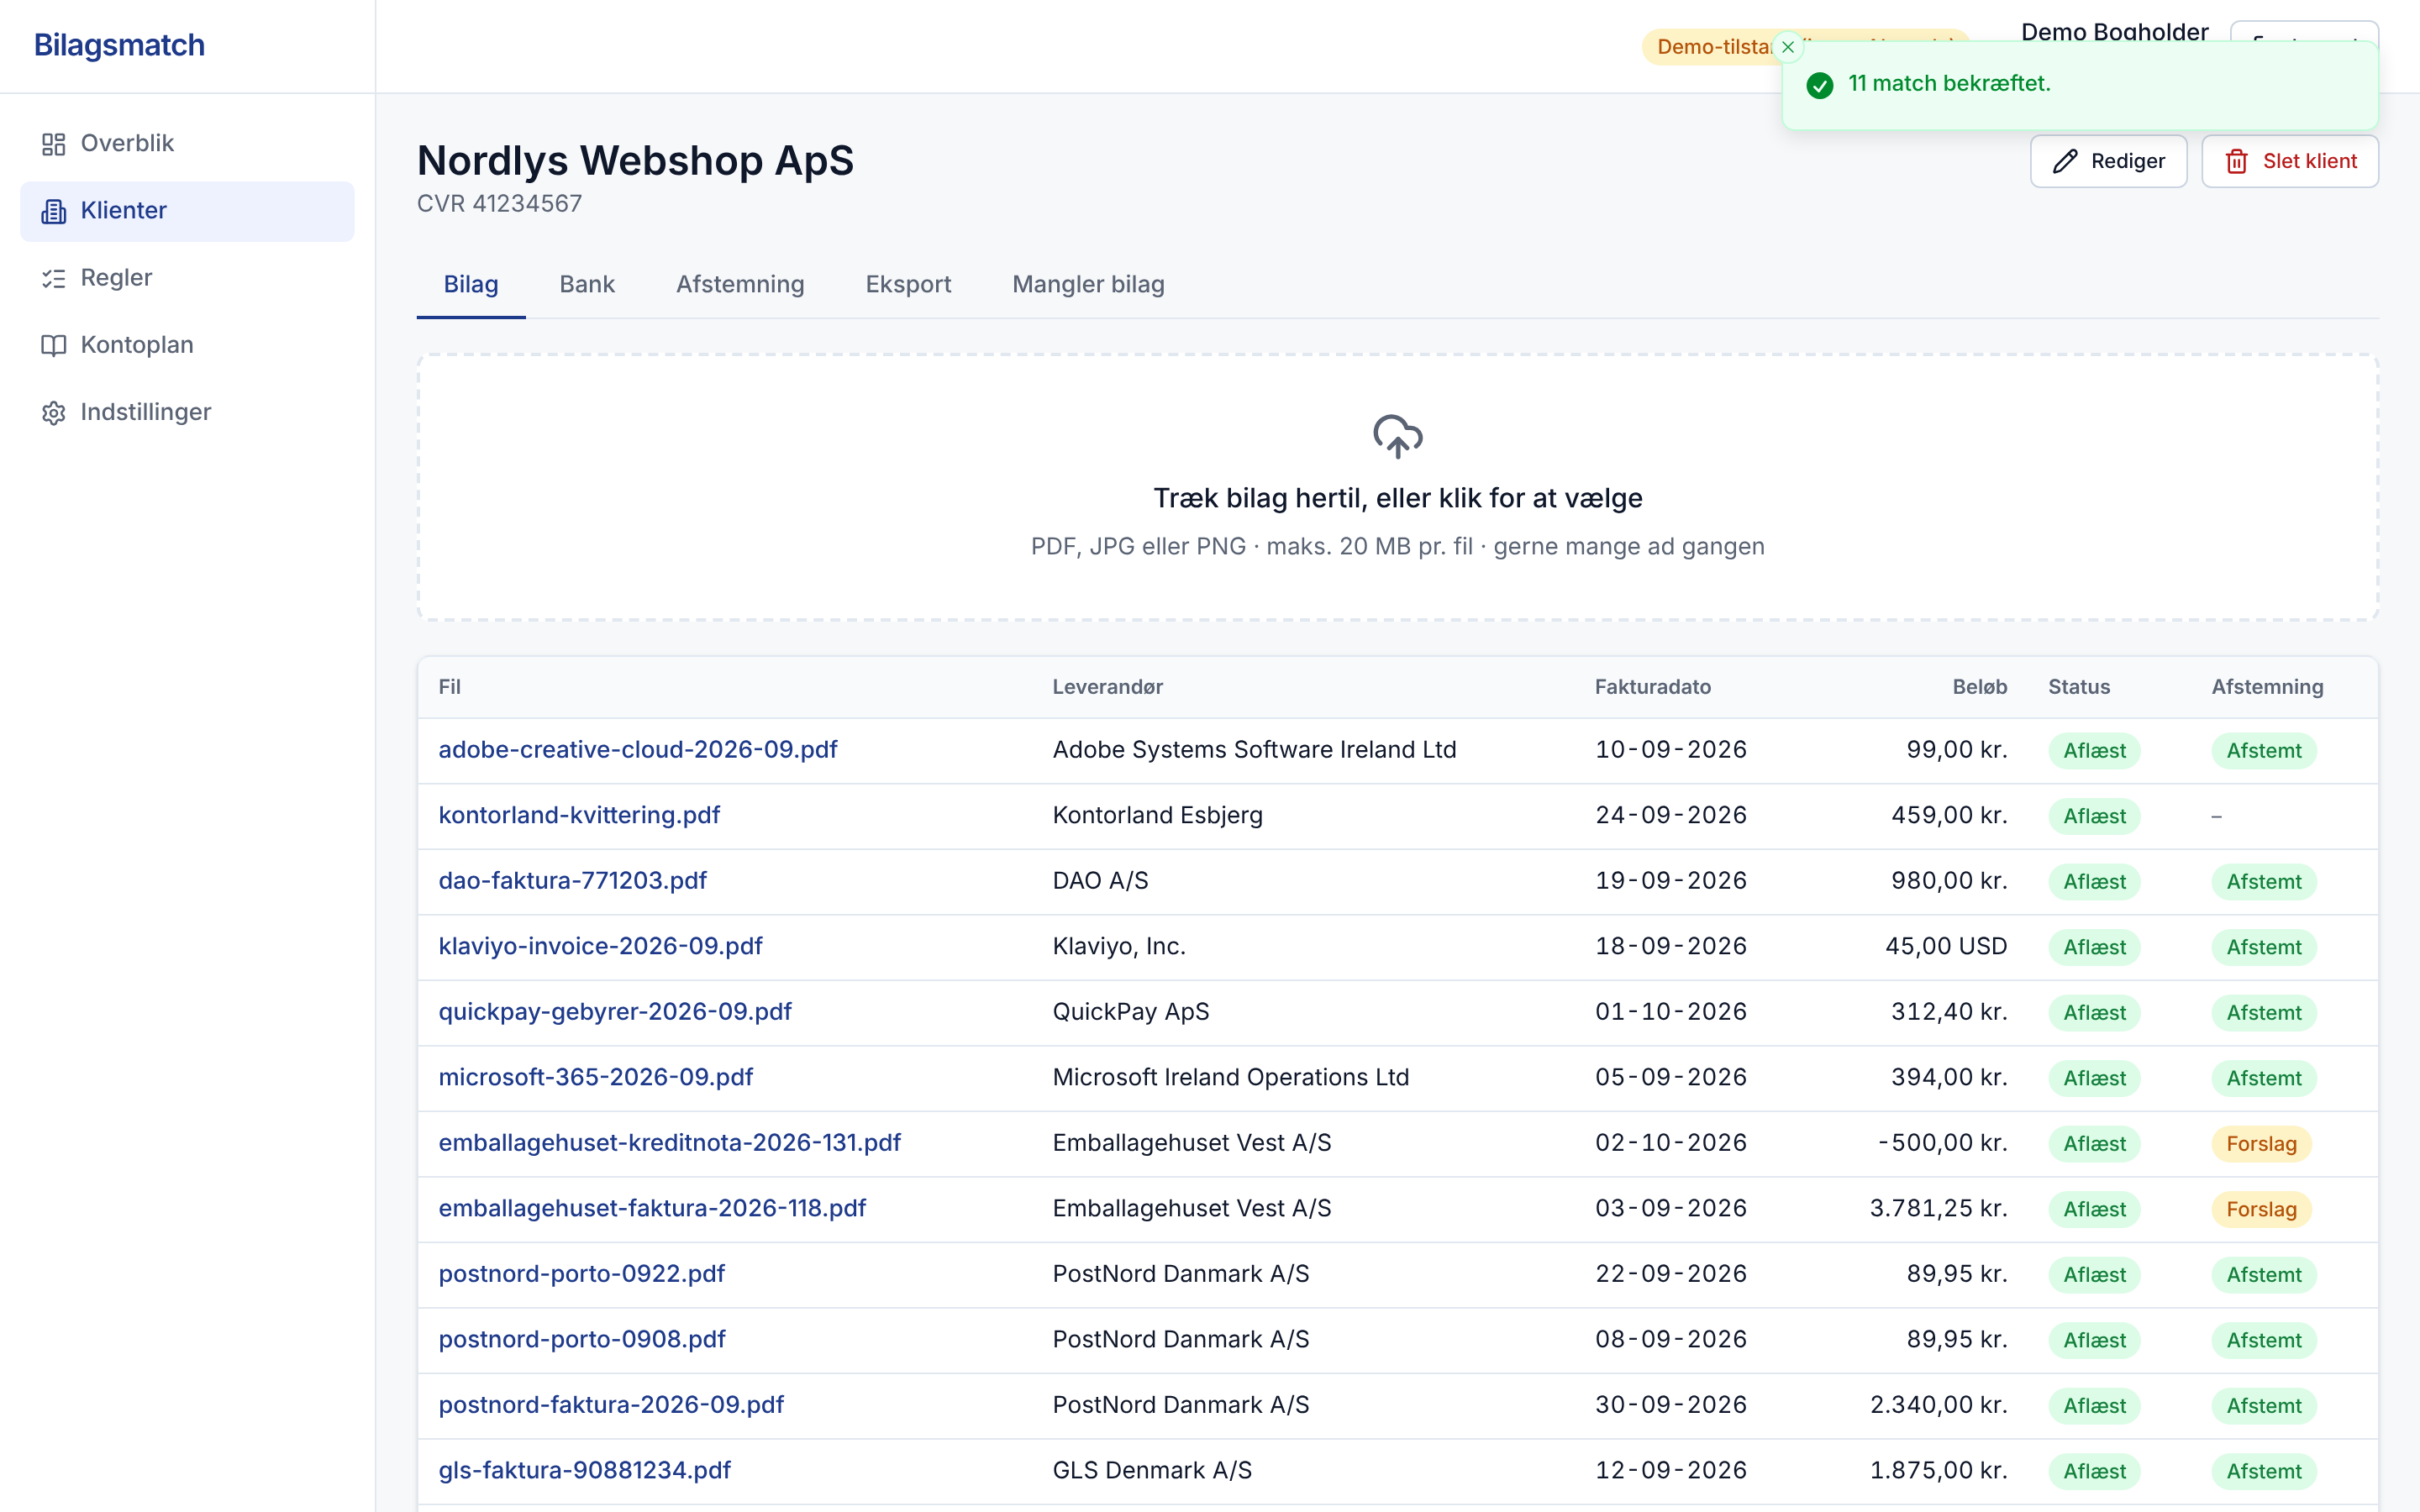 Bilagsmatch
Demo Bogholder
11 match bekræftet.
Overblik
Klienter
Regler
Kontoplan
Indstillinger
Nordlys Webshop ApS
CVR 41234567
Rediger
Slet klient
Bilag Bank Afstemning Eksport Mangler bilag
Træk bilag hertil, eller klik for at vælge
PDF, JPG eller PNG · maks. 20 MB pr. fil · gerne mange ad gangen
Fil Leverandør Fakturadato Beløb Status Afstemning
adobe-creative-cloud-2026-09.pdf Adobe Systems Software Ireland Ltd 10-09-2026 99,00 kr. Aflæst Afstemt
kontorland-kvittering.pdf Kontorland Esbjerg 24-09-2026 459,00 kr. Aflæst –
dao-faktura-771203.pdf DAO A/S 19-09-2026 980,00 kr. Aflæst Afstemt
klaviyo-invoice-2026-09.pdf Klaviyo, Inc. 18-09-2026 45,00 USD Aflæst Afstemt
quickpay-gebyrer-2026-09.pdf QuickPay ApS 01-10-2026 312,40 kr. Aflæst Afstemt
microsoft-365-2026-09.pdf Microsoft Ireland Operations Ltd 05-09-2026 394,00 kr. Aflæst Afstemt
emballagehuset-kreditnota-2026-131.pdf Emballagehuset Vest A/S 02-10-2026 -500,00 kr. Aflæst Forslag
emballagehuset-faktura-2026-118.pdf Emballagehuset Vest A/S 03-09-2026 3.781,25 kr. Aflæst Forslag
postnord-porto-0922.pdf PostNord Danmark A/S 22-09-2026 89,95 kr. Aflæst Afstemt
postnord-porto-0908.pdf PostNord Danmark A/S 08-09-2026 89,95 kr. Aflæst Afstemt
postnord-faktura-2026-09.pdf PostNord Danmark A/S 30-09-2026 2.340,00 kr. Aflæst Afstemt
gls-faktura-90881234.pdf GLS Denmark A/S 12-09-2026 1.875,00 kr. Aflæst Afstemt